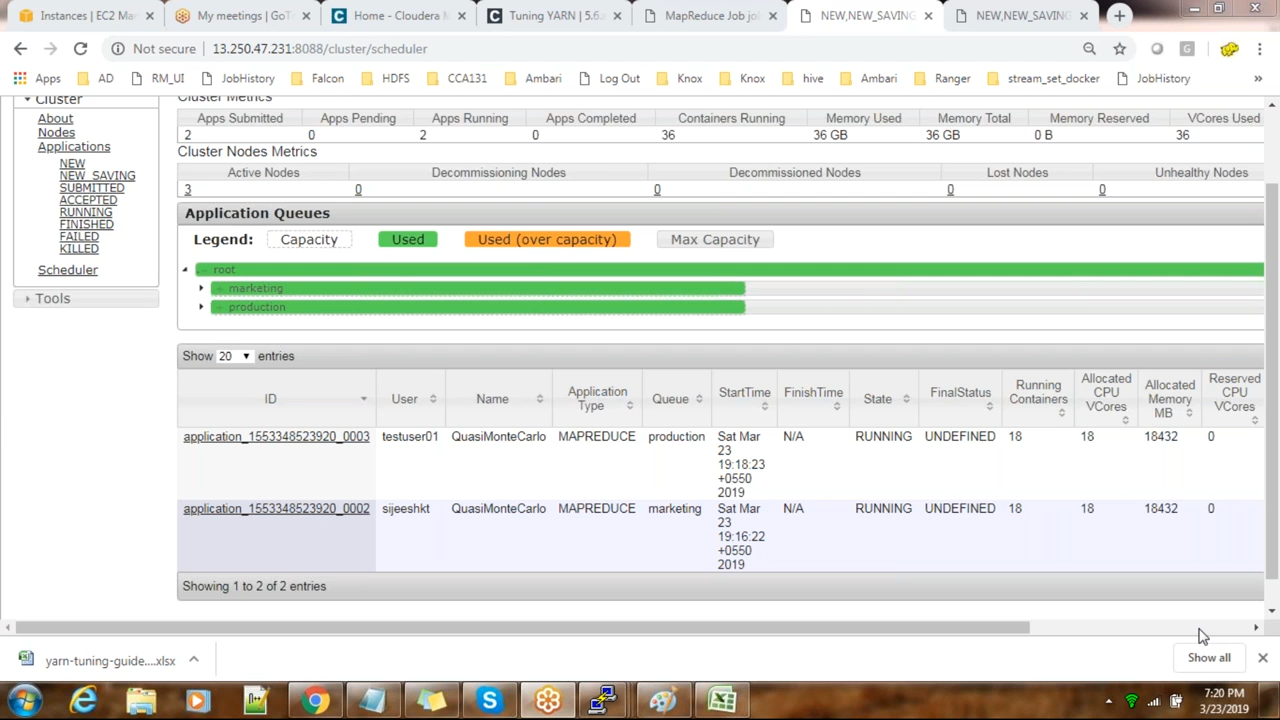 Instances | EC2 Mar
My meetings | GoTo
Home - Cloudera M
Tuning YARN | 5.6.
MapReduce Job joi
NEW,NEW_SAVING
NEW,NEW_SAVING
Not secure | 13.250.47.231:8088/cluster/scheduler
Apps AD RM_UI JobHistory Falcon HDFS CCA131 Ambari Log Out Knox Knox hive Ambari Ranger stream_set_docker JobHistory »
Cluster
About
Nodes
Applications
NEW
NEW_SAVING
SUBMITTED
ACCEPTED
RUNNING
FINISHED
FAILED
KILLED
Scheduler
Tools
Cluster Metrics
Apps Submitted Apps Pending Apps Running Apps Completed Containers Running Memory Used Memory Total Memory Reserved VCores Used
2 0 2 0 36 36 GB 36 GB 0 B 36
Cluster Nodes Metrics
Active Nodes Decommissioning Nodes Decommissioned Nodes Lost Nodes Unhealthy Nodes
3 0 0 0 0
Application Queues
Legend: Capacity Used Used (over capacity) Max Capacity
root
marketing
production
Show 20 entries
ID User Name Application Type Queue StartTime FinishTime State FinalStatus Running Containers Allocated CPU VCores Allocated Memory MB Reserved CPU VCores
application_1553348523920_0003 testuser01 QuasiMonteCarlo MAPREDUCE production Sat Mar 23 19:18:23 +0550 2019 N/A RUNNING UNDEFINED 18 18 18432 0
application_1553348523920_0002 sijeeshkt QuasiMonteCarlo MAPREDUCE marketing Sat Mar 23 19:16:22 +0550 2019 N/A RUNNING UNDEFINED 18 18 18432 0
Showing 1 to 2 of 2 entries
yarn-tuning-guide....xlsx
Show all
7:20 PM
3/23/2019